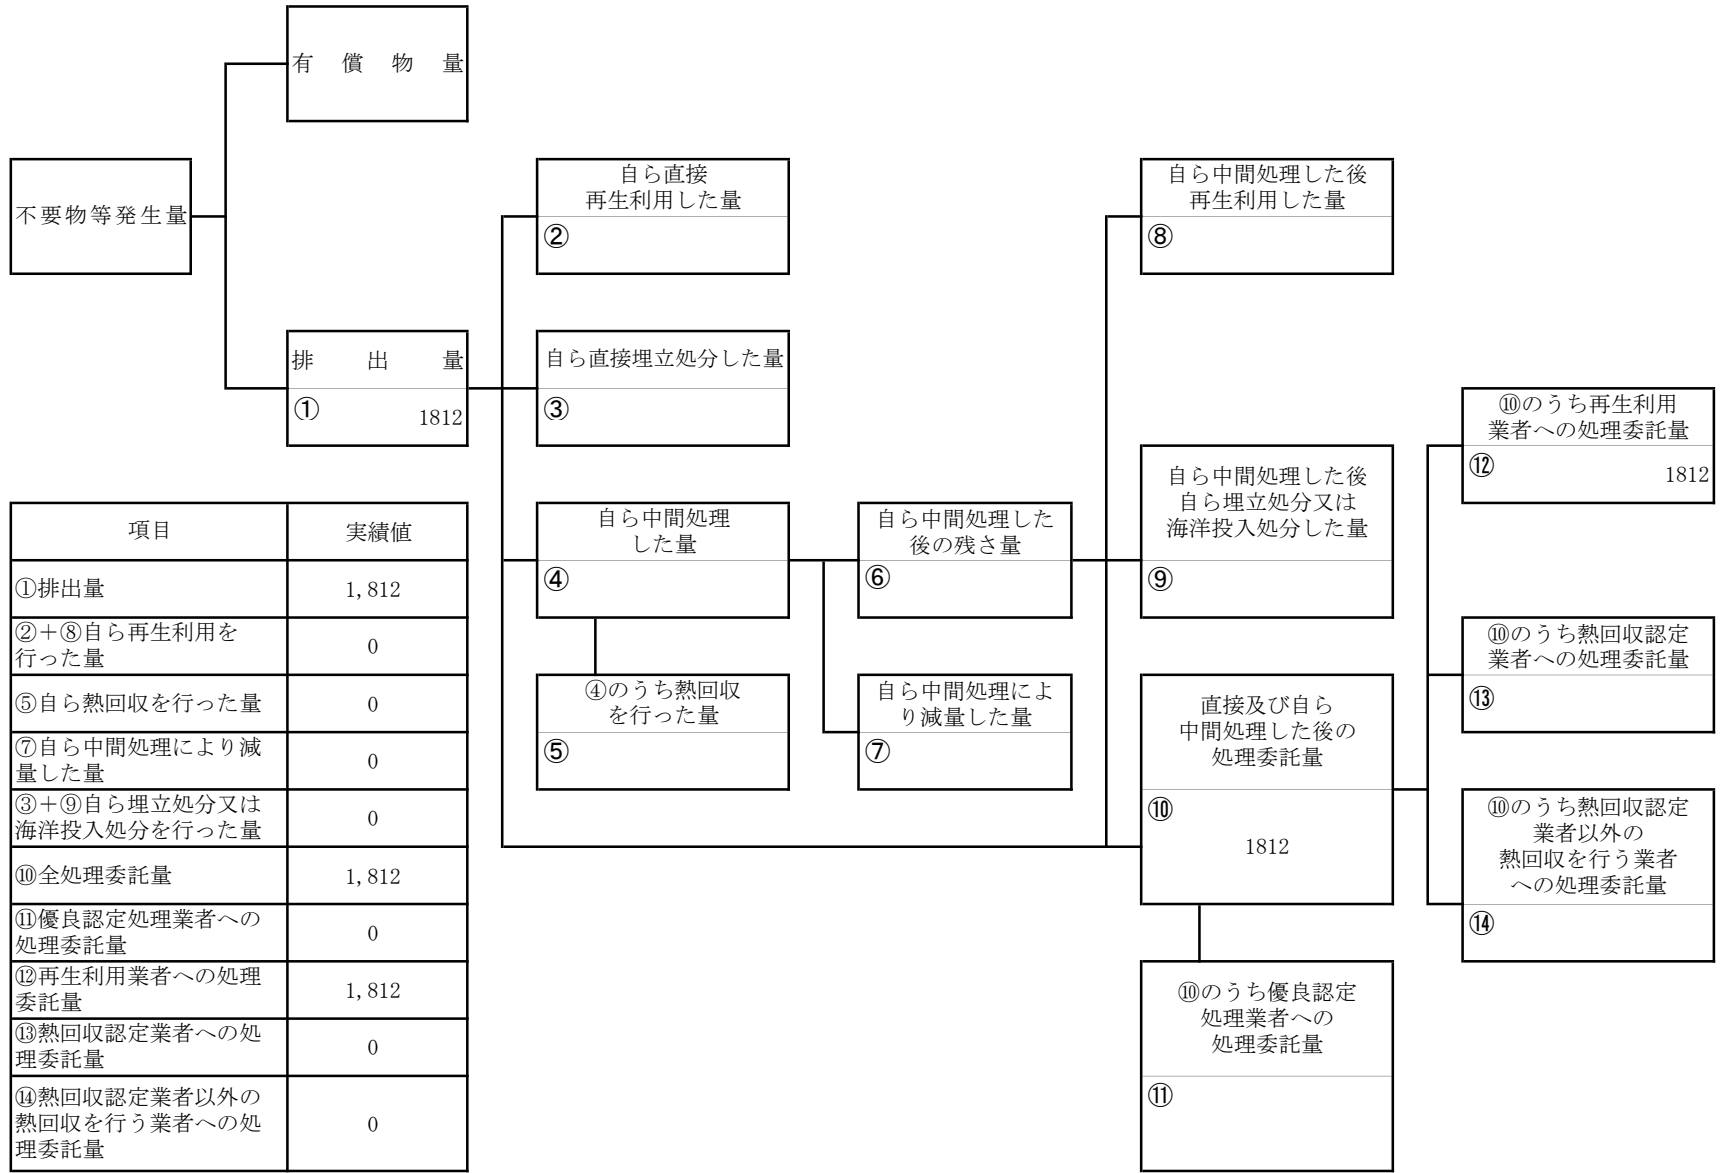 有償物量
不要物等発生量
排出量
①
1812
自ら直接
再生利用した量
②
自ら直接埋立処分した量
③
自ら中間処理
した量
④
④のうち熱回収
を行った量
⑤
自ら中間処理した
後の残さ量
⑥
自ら中間処理によ
り減量した量
⑦
自ら中間処理した後
再生利用した量
⑧
自ら中間処理した後
自ら埋立処分又は
海洋投入処分した量
⑨
直接及び自ら
中間処理した後の
処理委託量
⑩
1812
⑩のうち優良認定
処理業者への
処理委託量
⑪
⑩のうち再生利用
業者への処理委託量
⑫
1812
⑩のうち熱回収認定
業者への処理委託量
⑬
⑩のうち熱回収認定
業者以外の
熱回収を行う業者
への処理委託量
⑭
項目 実績値
①排出量 1,812
②+⑧自ら再生利用を
行った量 0
⑤自ら熱回収を行った量 0
⑦自ら中間処理により減
量した量 0
③+⑨自ら埋立処分又は
海洋投入処分を行った量 0
⑩全処理委託量 1,812
⑪優良認定処理業者への
処理委託量 0
⑫再生利用業者への処理
委託量 1,812
⑬熱回収認定業者への処
理委託量 0
⑭熱回収認定業者以外の
熱回収を行う業者への処
理委託量 0